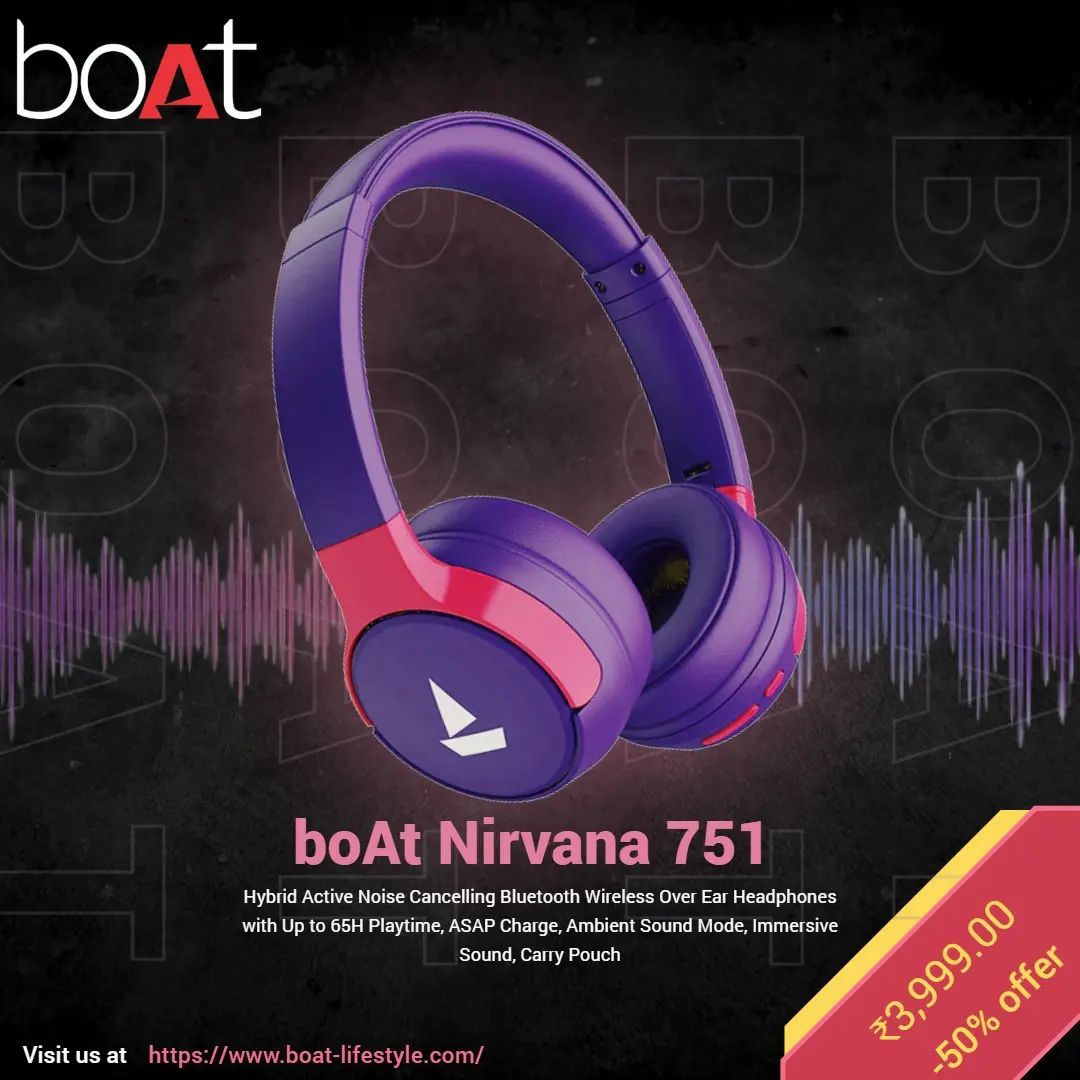 boAt
B B B B
O O O O
A A A A
T T T T
boAt Nirvana 751
Hybrid Active Noise Cancelling Bluetooth Wireless Over Ear Headphones
with Up to 65H Playtime, ASAP Charge, Ambient Sound Mode, Immersive
Sound, Carry Pouch
₹3,999.00
-50% offer
Visit us at https://www.boat-lifestyle.com/